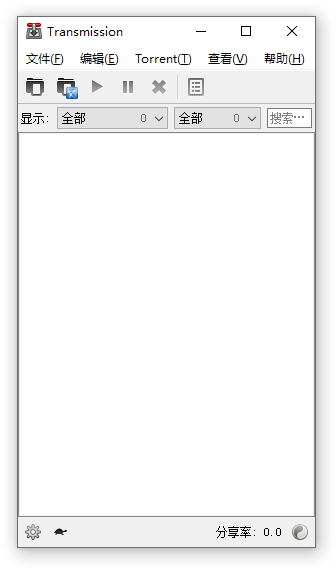 Transmission
文件(F) 编辑(E) Torrent(T) 查看(V) 帮助(H)
显示: 全部 0 全部 0 搜索…
分享率: 0.0